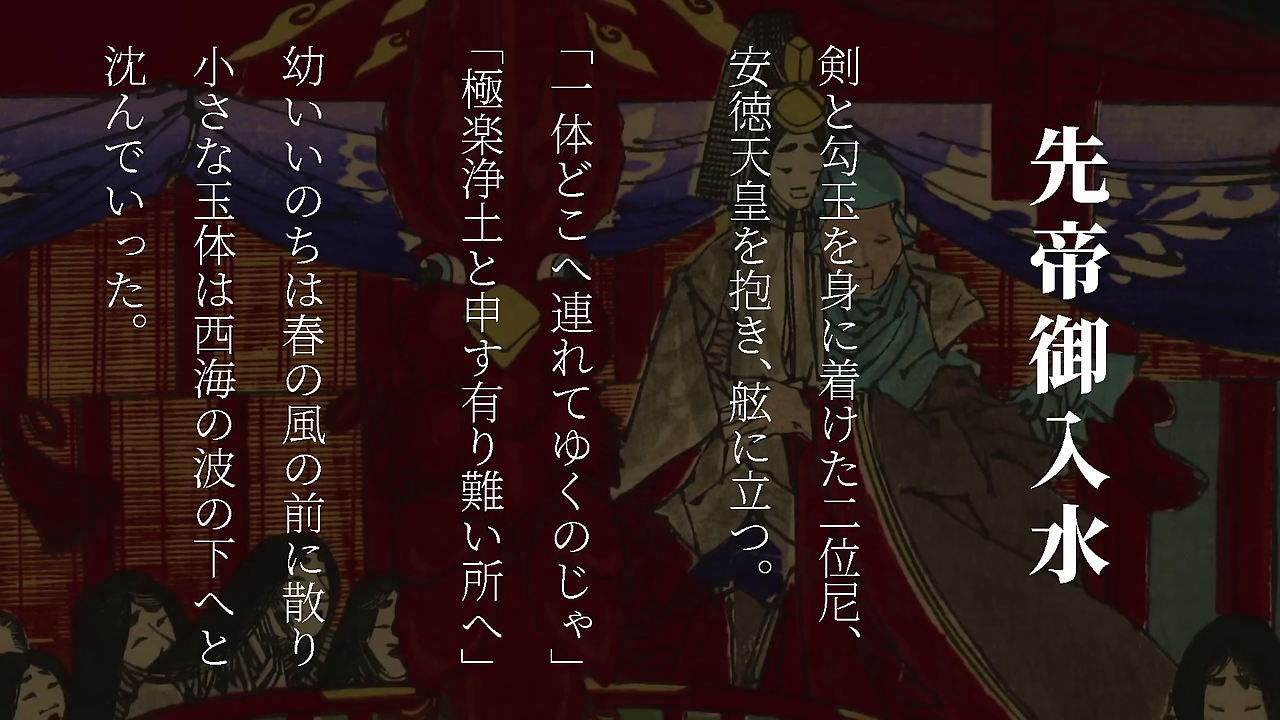 先帝御入水
剣と勾玉を身に着けた二位尼、
安徳天皇を抱き、舷に立つ。
「一体どこへ連れてゆくのじゃ」
「極楽浄土と申す有り難い所へ」
幼いいのちは春の風の前に散り
小さな玉体は西海の波の下へと
沈んでいった。